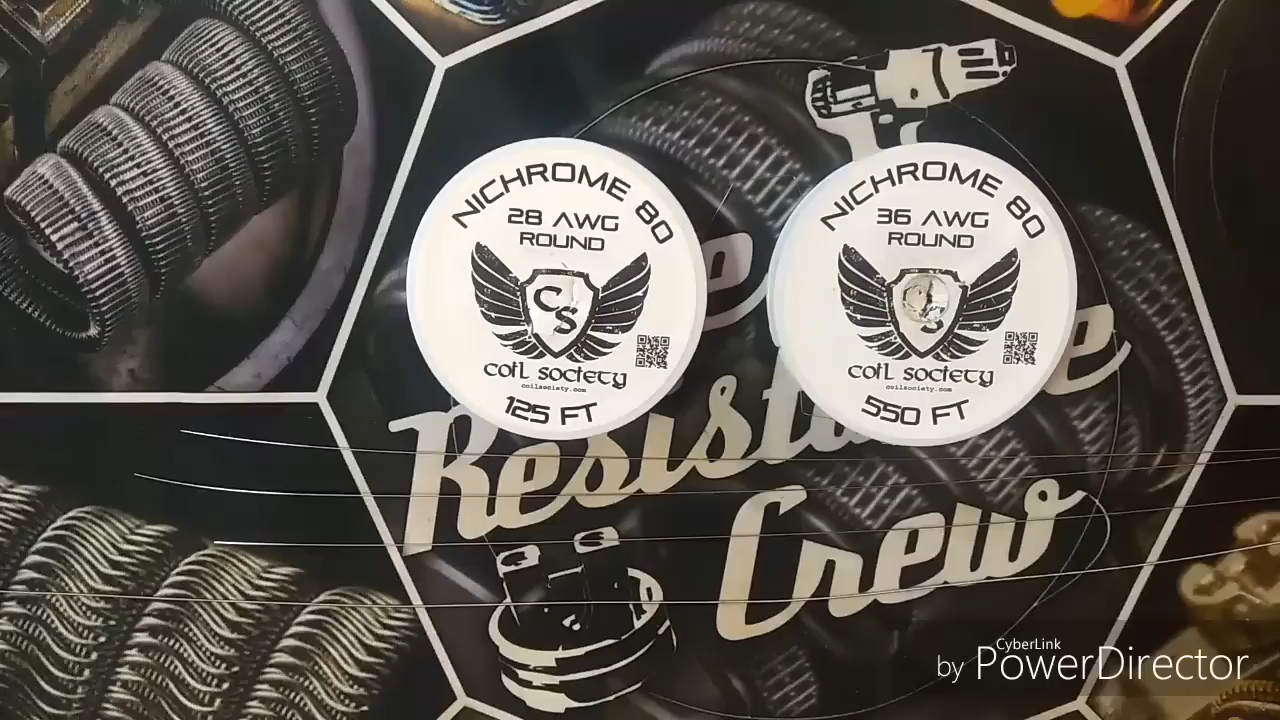 NICHROME 80
28 AWG
ROUND
CS
coil society
coilsociety.com
125 FT
NICHROME 80
36 AWG
ROUND
S
coil society
coilsociety.com
550 FT
Crew
CyberLink
by PowerDirector